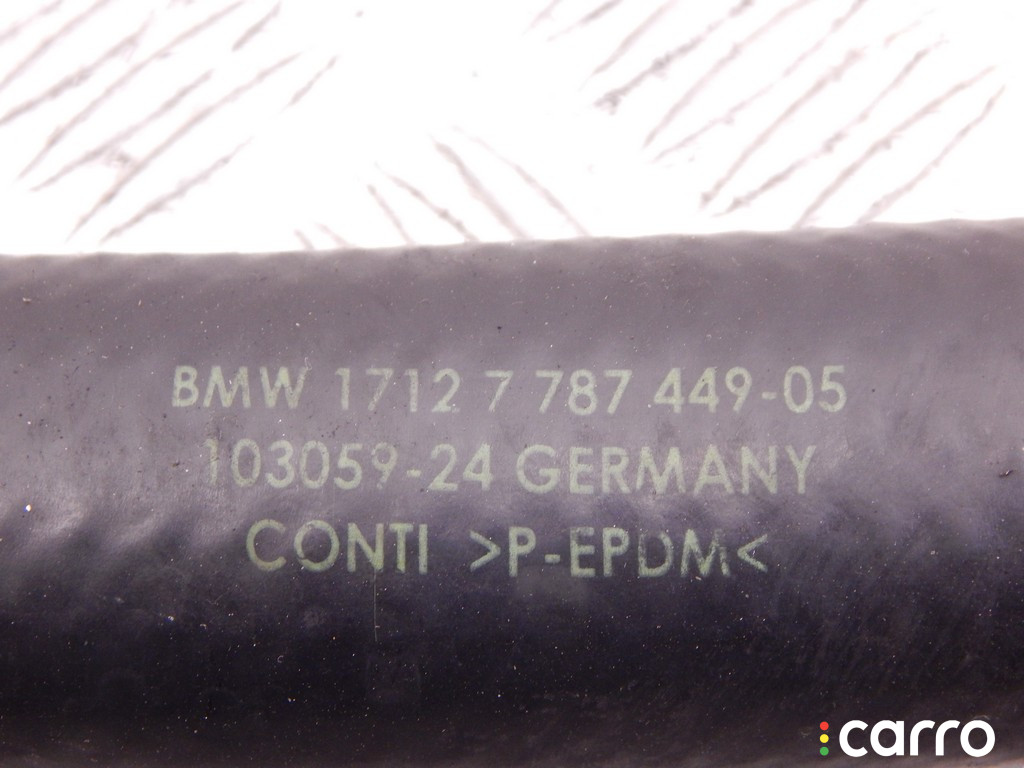 BMW 1712 7 787 449-05
103059-24 GERMANY
CONTI >P-EPDM<
carro